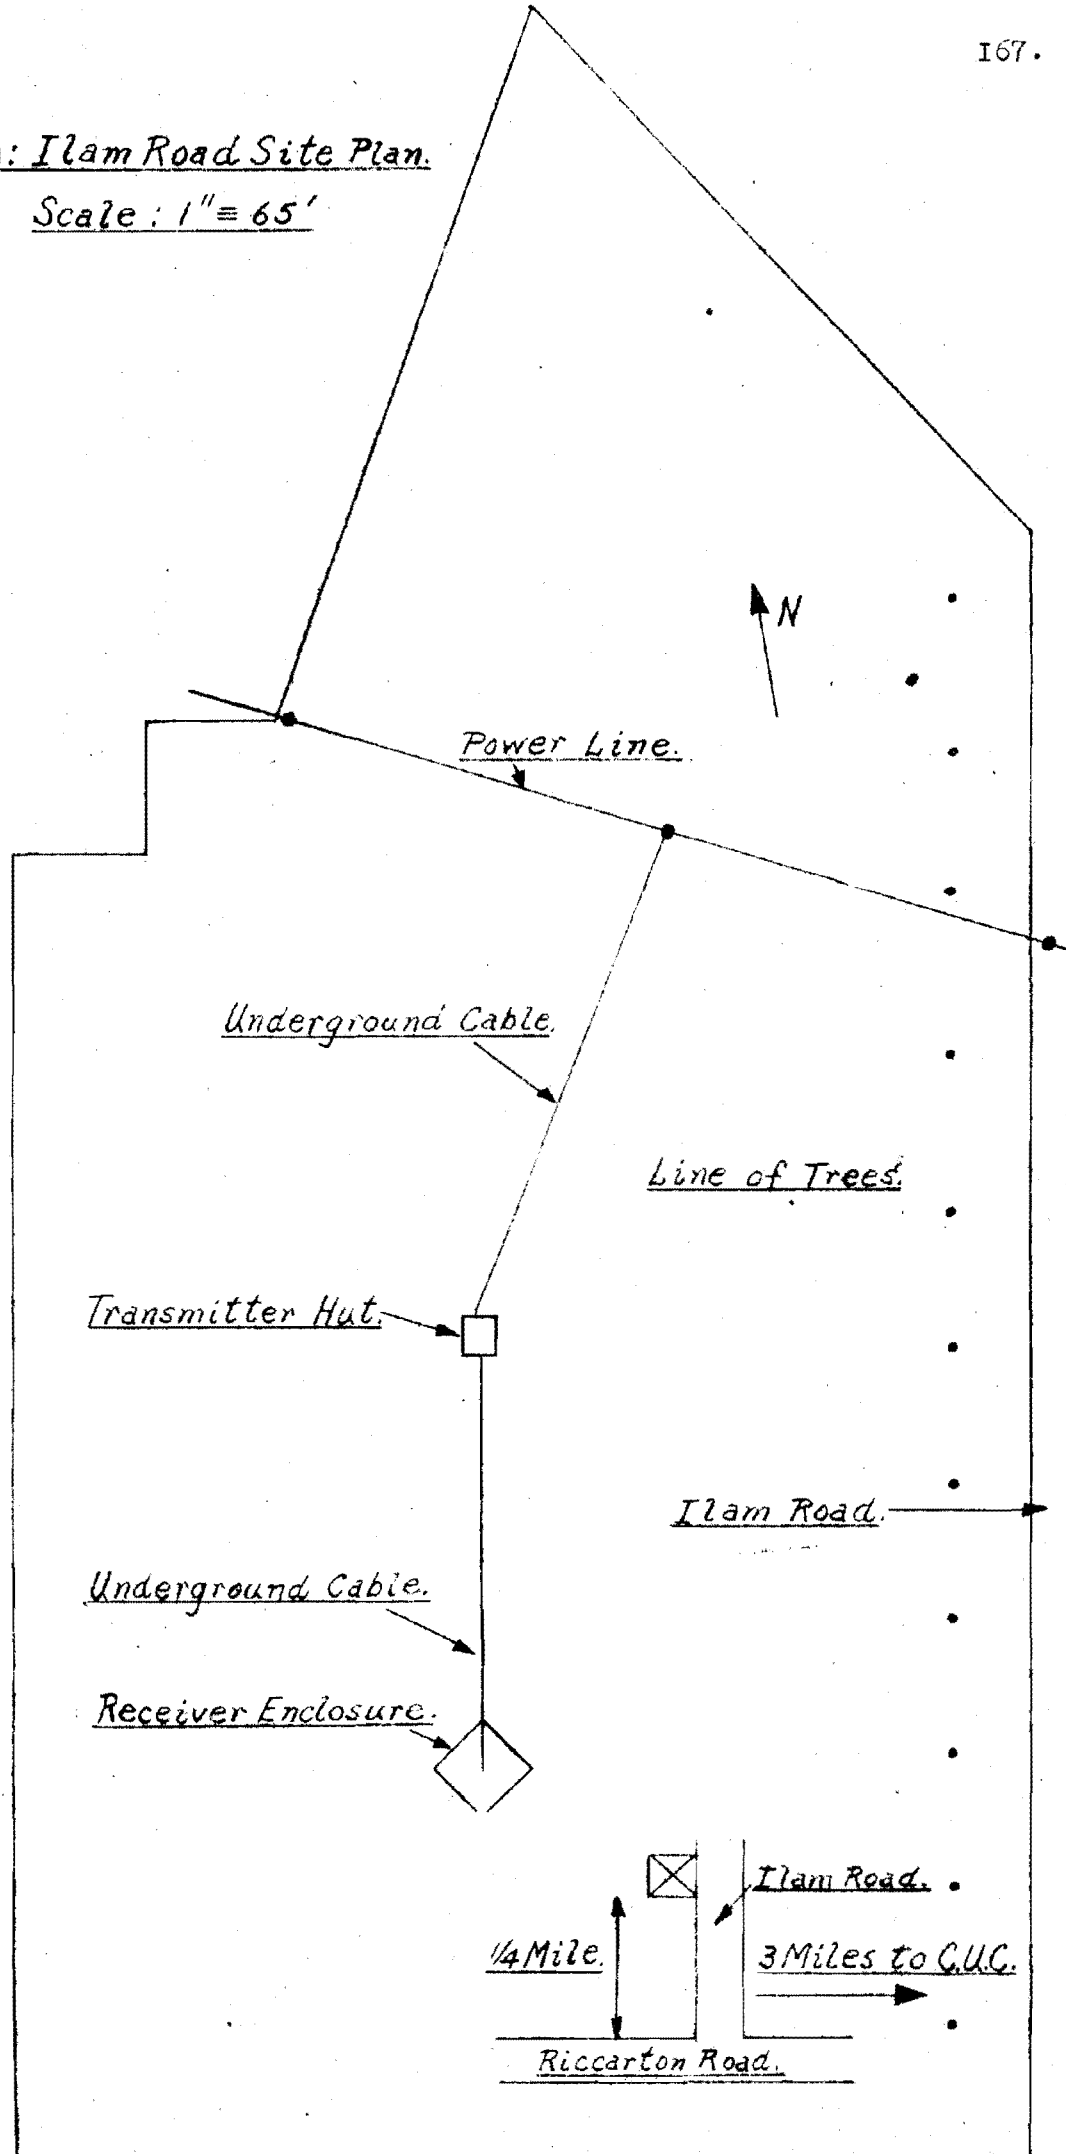 167.
: Ilam Road Site Plan.
Scale : 1" ≡ 65'
N
Power Line.
Underground Cable.
Line of Trees.
Transmitter Hut.
Ilam Road.
Underground Cable.
Receiver Enclosure.
Ilam Road.
1/4 Mile.
3 Miles to C.U.C.
Riccarton Road.